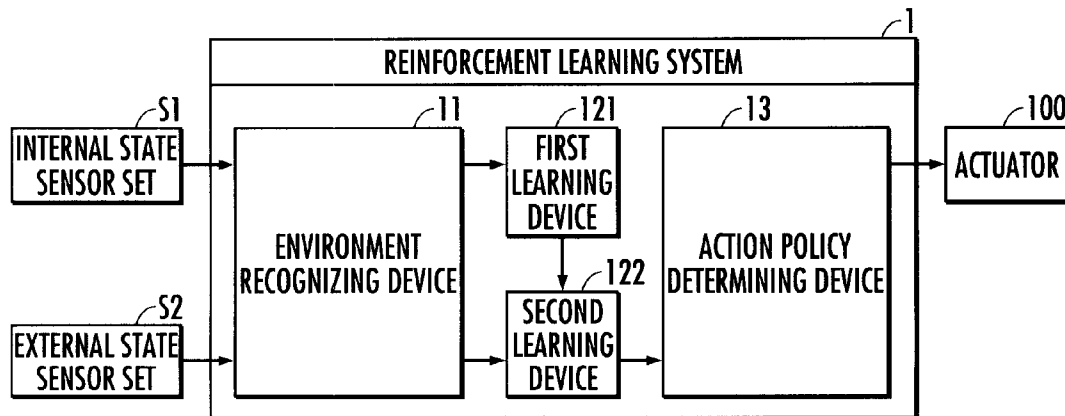 1
REINFORCEMENT LEARNING SYSTEM
S1
INTERNAL STATE
SENSOR SET
11
ENVIRONMENT
RECOGNIZING DEVICE
121
FIRST
LEARNING
DEVICE
13
ACTION POLICY
DETERMINING DEVICE
100
ACTUATOR
S2
EXTERNAL STATE
SENSOR SET
122
SECOND
LEARNING
DEVICE